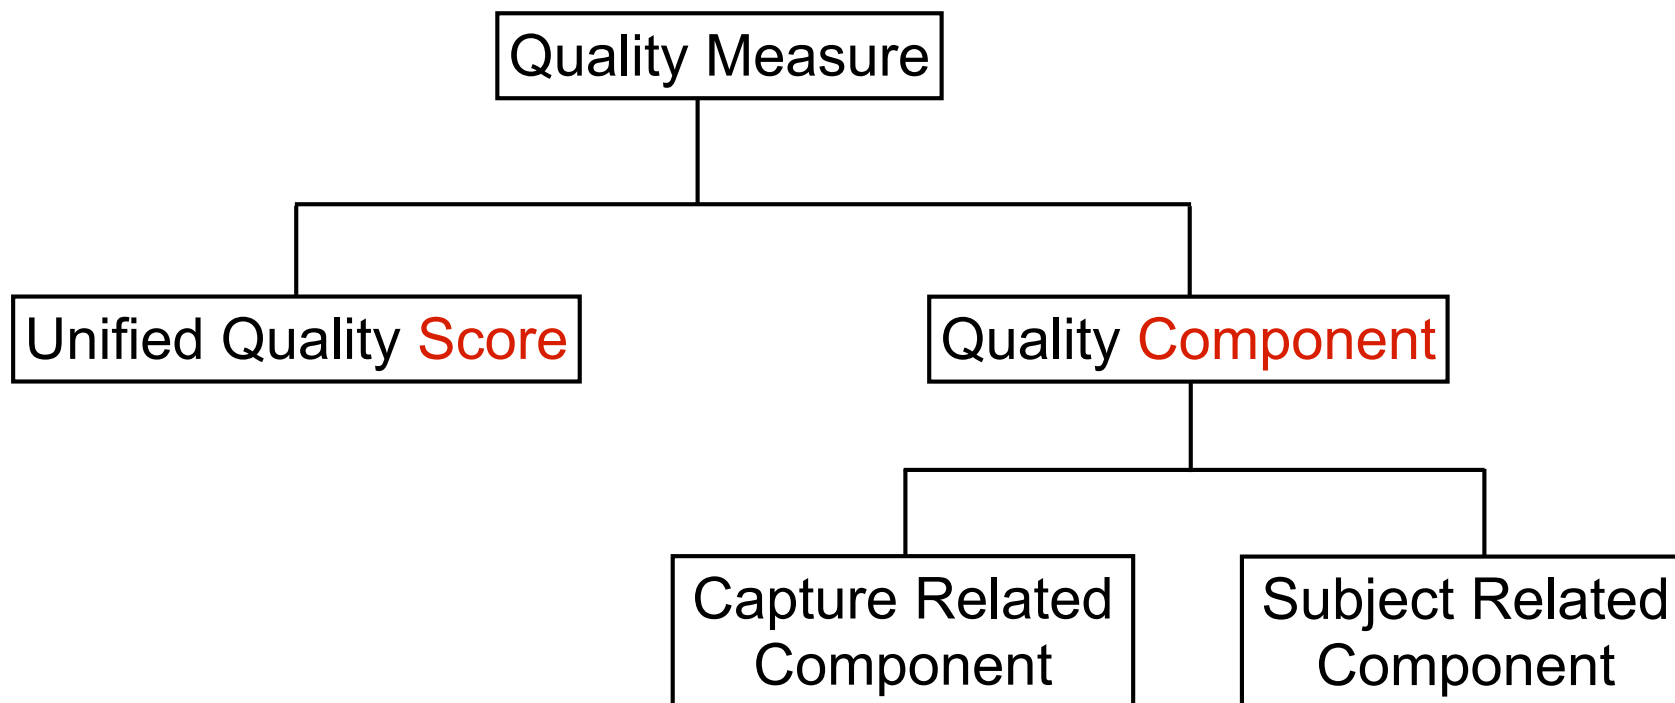 Quality Measure
Unified Quality Score
Quality Component
Capture Related
Component
Subject Related
Component